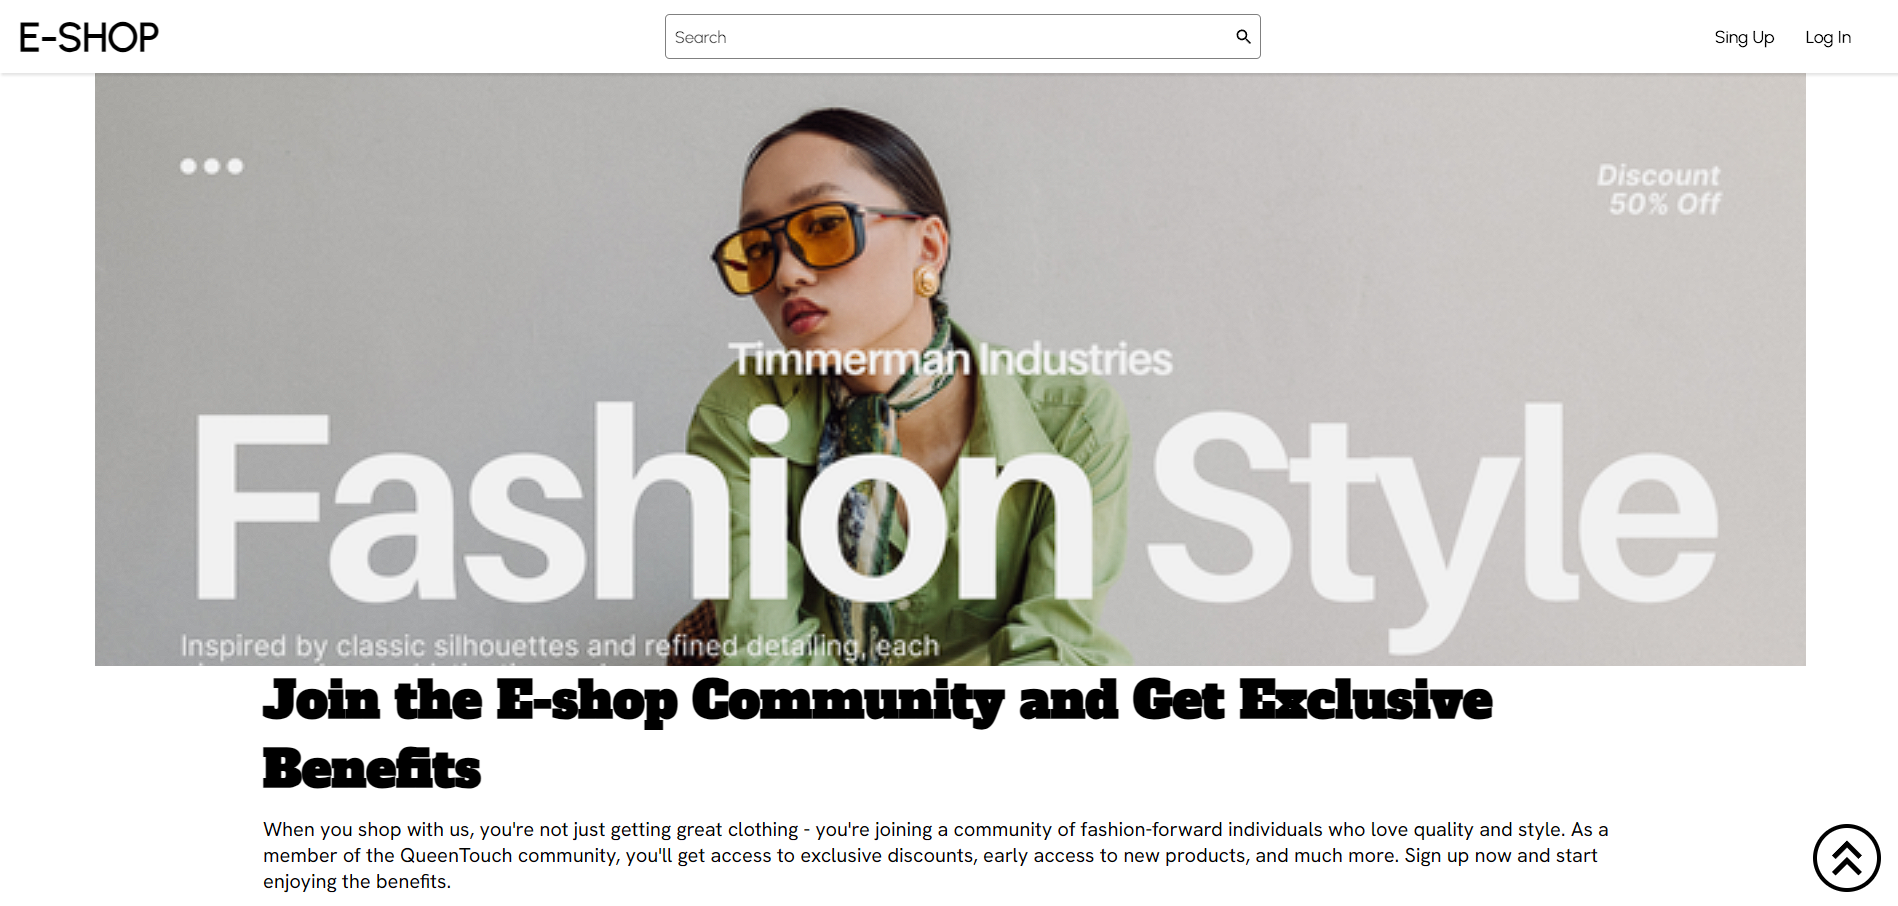 E-SHOP
Search
Sing Up
Log In
Discount
50% Off
Timmerman Industries
Fashion Style
Inspired by classic silhouettes and refined detailing, each
Join the E-shop Community and Get Exclusive
Benefits
When you shop with us, you're not just getting great clothing - you're joining a community of fashion-forward individuals who love quality and style. As a
member of the QueenTouch community, you'll get access to exclusive discounts, early access to new products, and much more. Sign up now and start
enjoying the benefits.